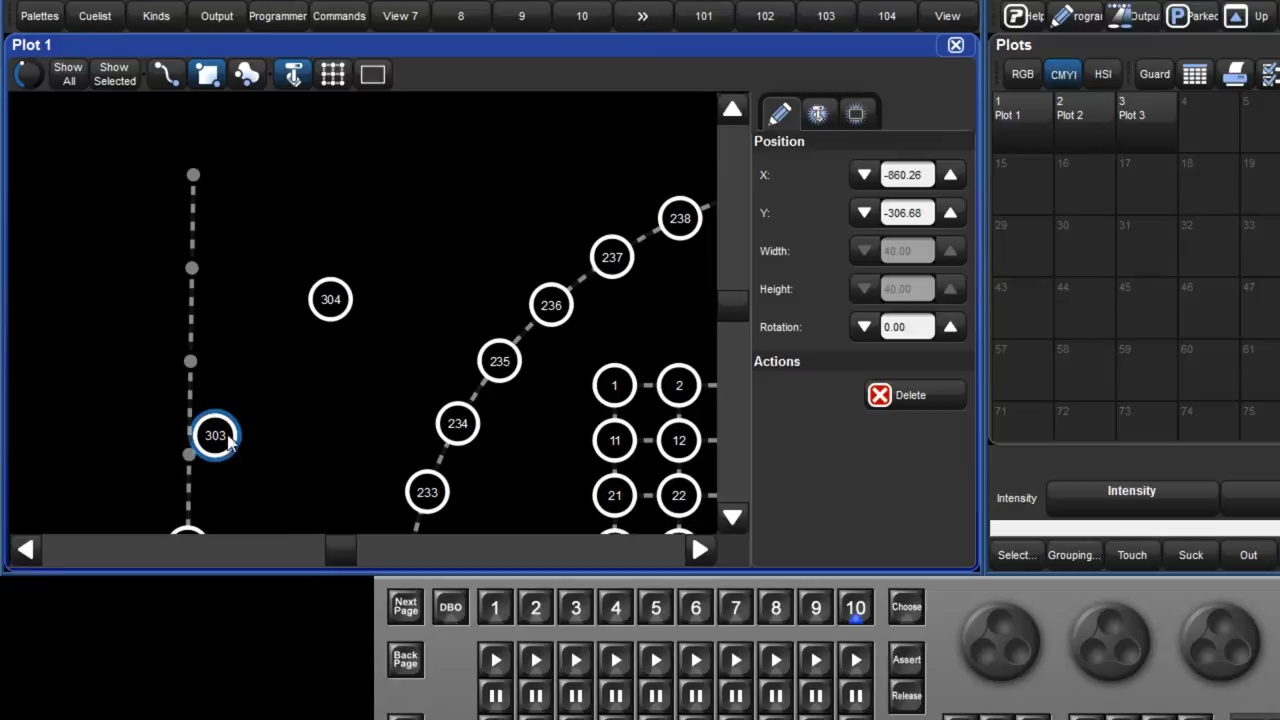 Palettes Cuelist Kinds Output Programmer Commands View 7 8 9 10 >> 101 102 103 104 View
Help Output Parked Up
Plot 1
Plots
Show All
Show Selected
RGB CMYI HSI Guard
1 2 3 4 5
Plot 1 Plot 2 Plot 3
Position
X: -860.26
Y: -306.68
Width: 40.00
Height: 40.00
Rotation: 0.00
Actions
Delete
238
237
304
236
235
1 2
303
234
11 12
233
21 22
15 16 17 18 19
29 30 31 32 33
43 44 45 46 47
57 58 59 60 61
71 72 73 74 75
Intensity Intensity
Select... Grouping... Touch Suck Out
Next Page DBO 1 2 3 4 5 6 7 8 9 10 Choose
Back Page Assert
Release